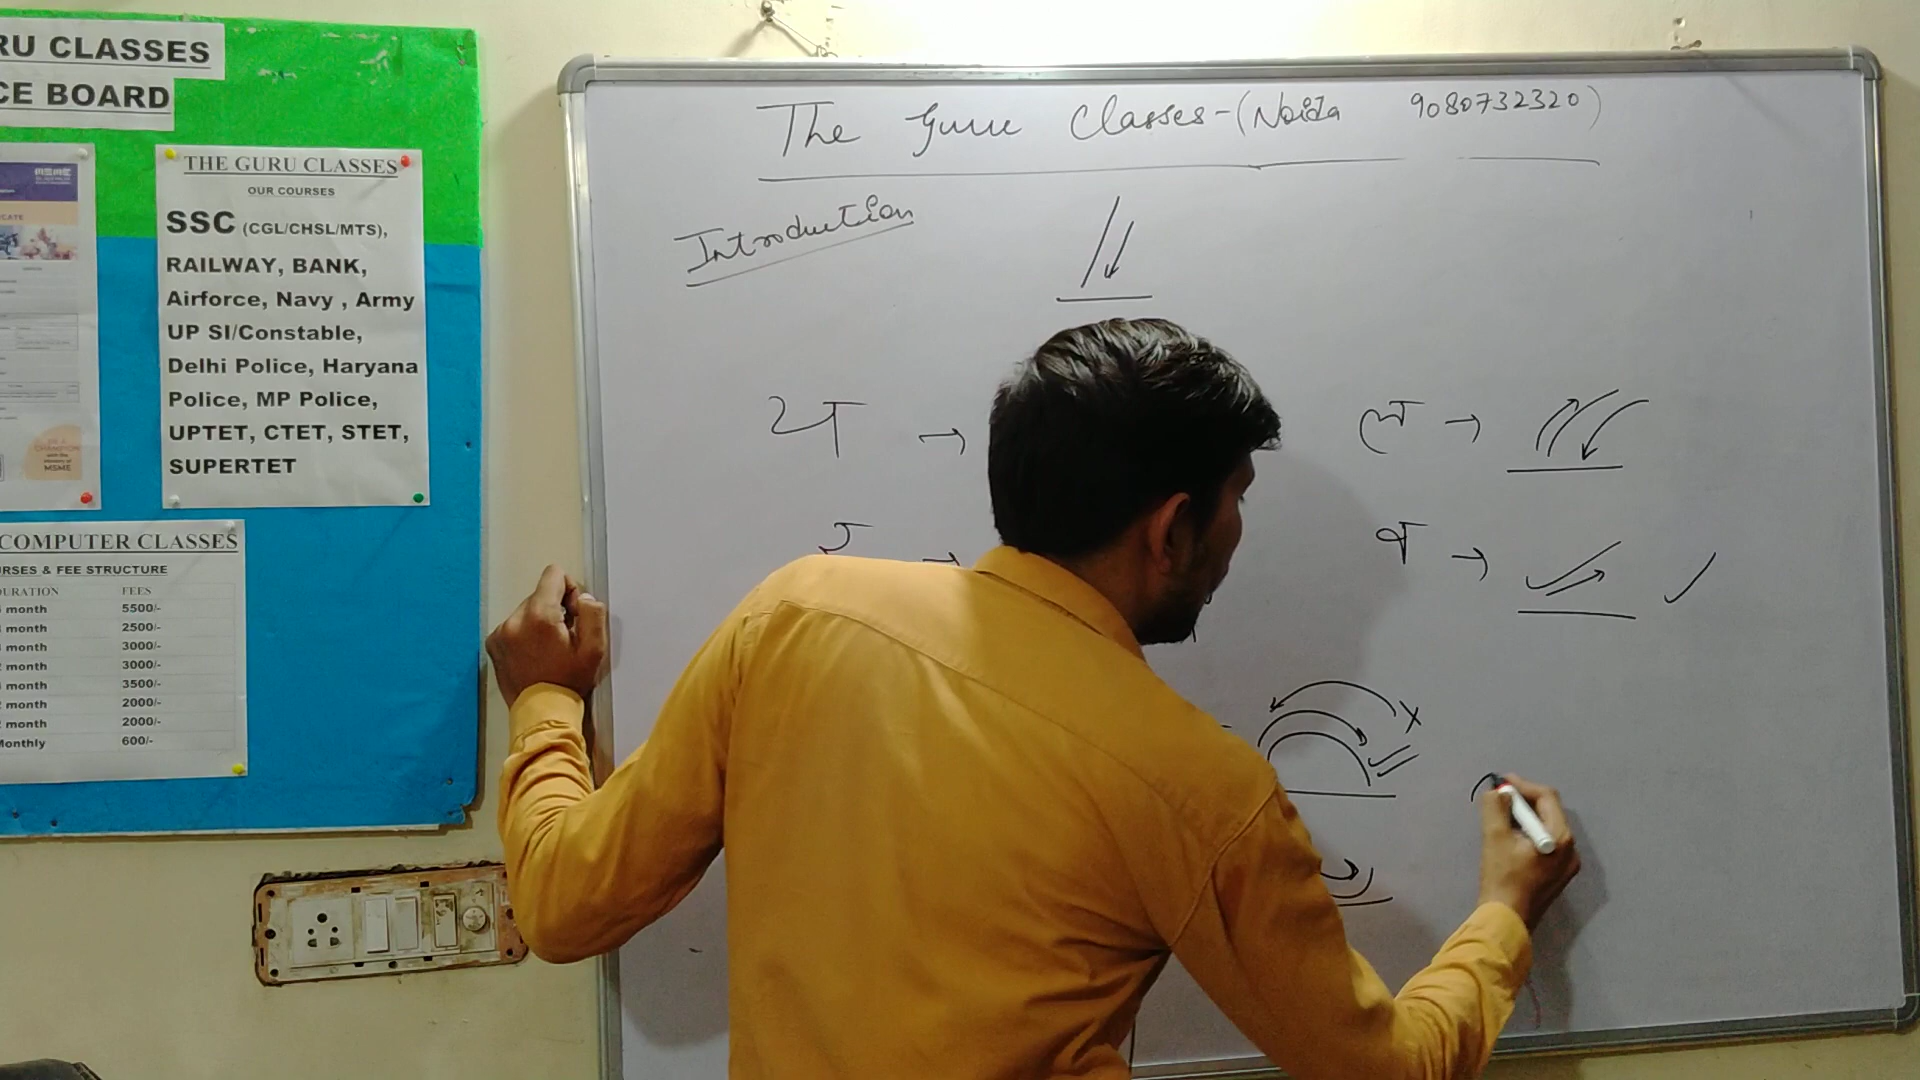 RU CLASSES
CE BOARD
THE GURU CLASSES
OUR COURSES
SSC (CGL/CHSL/MTS),
RAILWAY, BANK,
Airforce, Navy , Army
UP SI/Constable,
Delhi Police, Haryana
Police, MP Police,
UPTET, CTET, STET,
SUPERTET
COMPUTER CLASSES
URSES & FEE STRUCTURE
DURATION FEES
month 5500/-
month 2500/-
month 3000/-
month 3000/-
month 3500/-
month 2000/-
month 2000/-
Monthly 600/-
The Guru Classes-(Noida 9080732320)
Introduction
य → ल →
र → व →